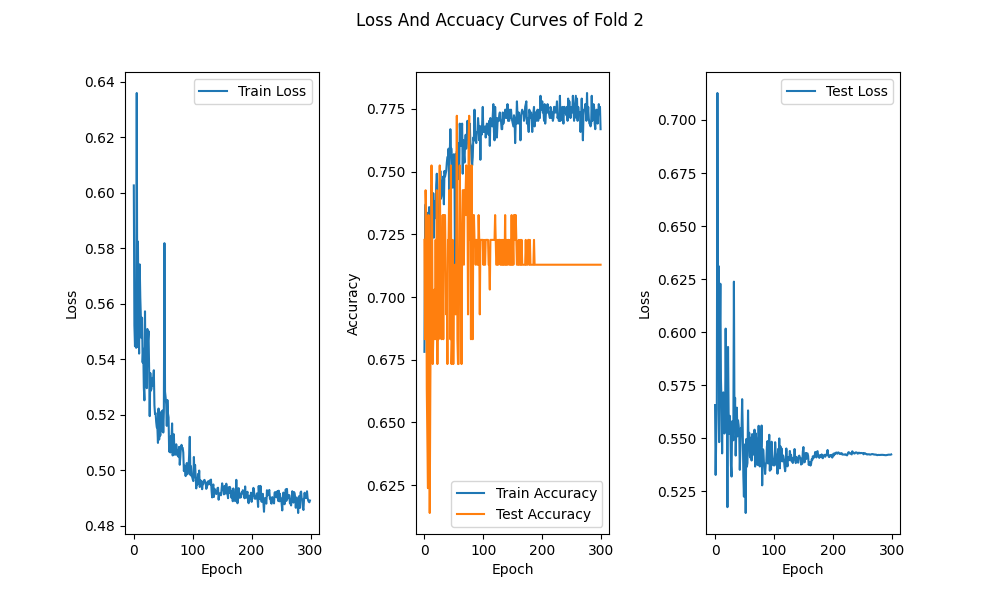 Loss And Accuacy Curves of Fold 2
Train Loss
0.64
0.62
0.60
0.58
0.56
0.54
0.52
0.50
0.48
Loss
0 100 200 300
Epoch
0.775
0.750
0.725
0.700
0.675
0.650
0.625
Accuracy
Train Accuracy
Test Accuracy
0 100 200 300
Epoch
Test Loss
0.700
0.675
0.650
0.625
0.600
0.575
0.550
0.525
Loss
0 100 200 300
Epoch